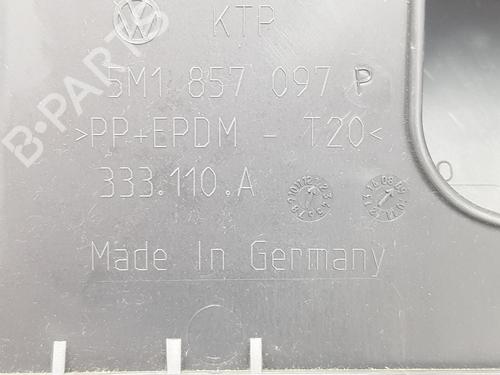 KTP
5M1 857 097 P
>PP+EPDM - T20<
333.110.A
Made In Germany
B-PARTS